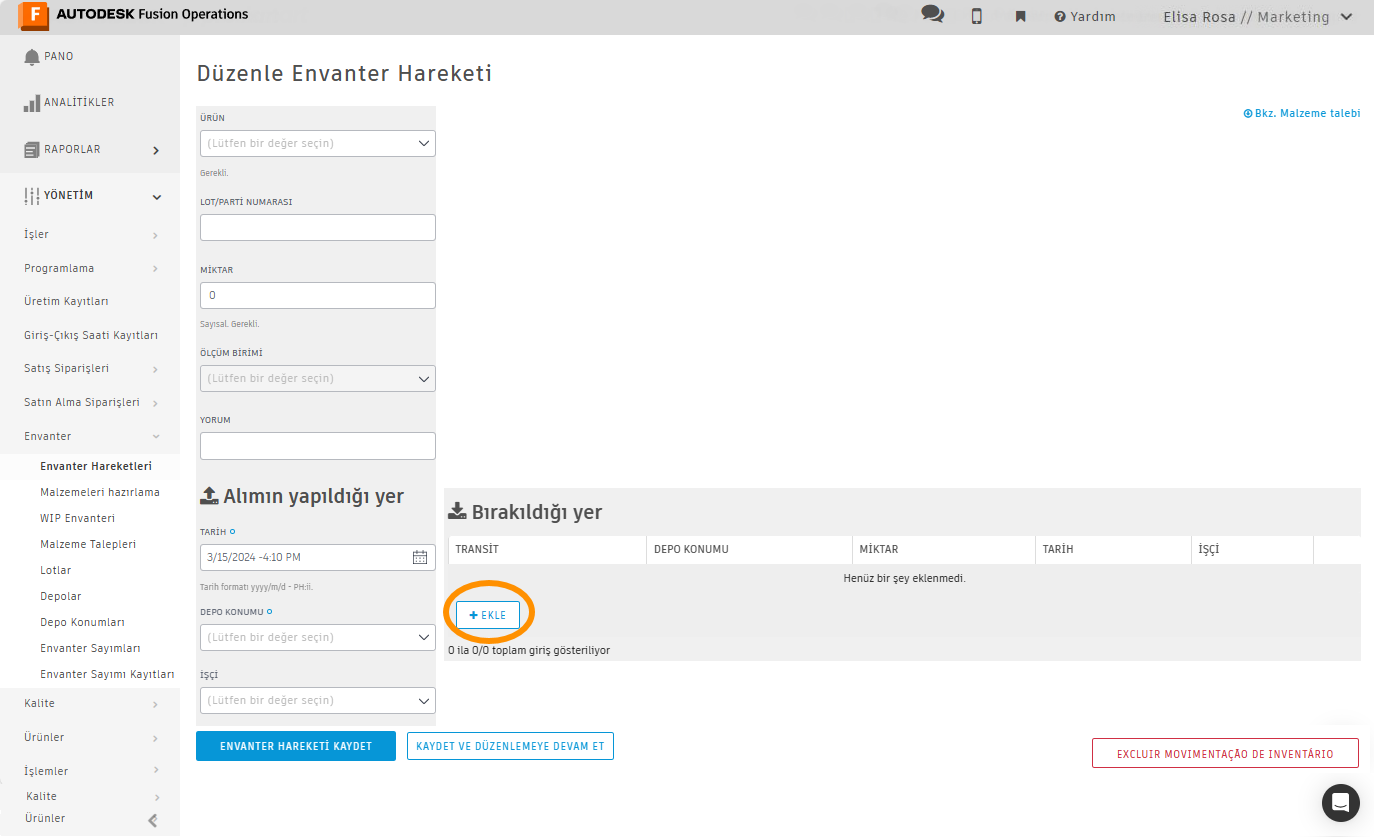 F AUTODESK Fusion Operations
Yardım
Elisa Rosa // Marketing
PANO
ANALİTİKLER
RAPORLAR
YÖNETİM
İşler
Programlama
Üretim Kayıtları
Giriş-Çıkış Saati Kayıtları
Satış Siparişleri
Satın Alma Siparişleri
Envanter
Envanter Hareketleri
Malzemeleri hazırlama
WIP Envanteri
Malzeme Talepleri
Lotlar
Depolar
Depo Konumları
Envanter Sayımları
Envanter Sayımı Kayıtları
Kalite
Ürünler
İşlemler
Kalite
Ürünler
Düzenle Envanter Hareketi
Bkz. Malzeme talebi
ÜRÜN
(Lütfen bir değer seçin)
Gerekli.
LOT/PARTİ NUMARASI
MİKTAR
0
Sayısal. Gerekli.
ÖLÇÜM BİRİMİ
(Lütfen bir değer seçin)
YORUM
Alımın yapıldığı yer
TARİH
3/15/2024 -4:10 PM
Tarih formatı yyyy/m/d - PH:ii.
DEPO KONUMU
(Lütfen bir değer seçin)
İŞÇİ
(Lütfen bir değer seçin)
Bırakıldığı yer
TRANSİT DEPO KONUMU MİKTAR TARİH İŞÇİ
Henüz bir şey eklenmedi.
+ EKLE
0 ila 0/0 toplam giriş gösteriliyor
ENVANTER HAREKETİ KAYDET
KAYDET VE DÜZENLEMEYE DEVAM ET
EXCLUIR MOVIMENTAÇÃO DE INVENTÁRIO